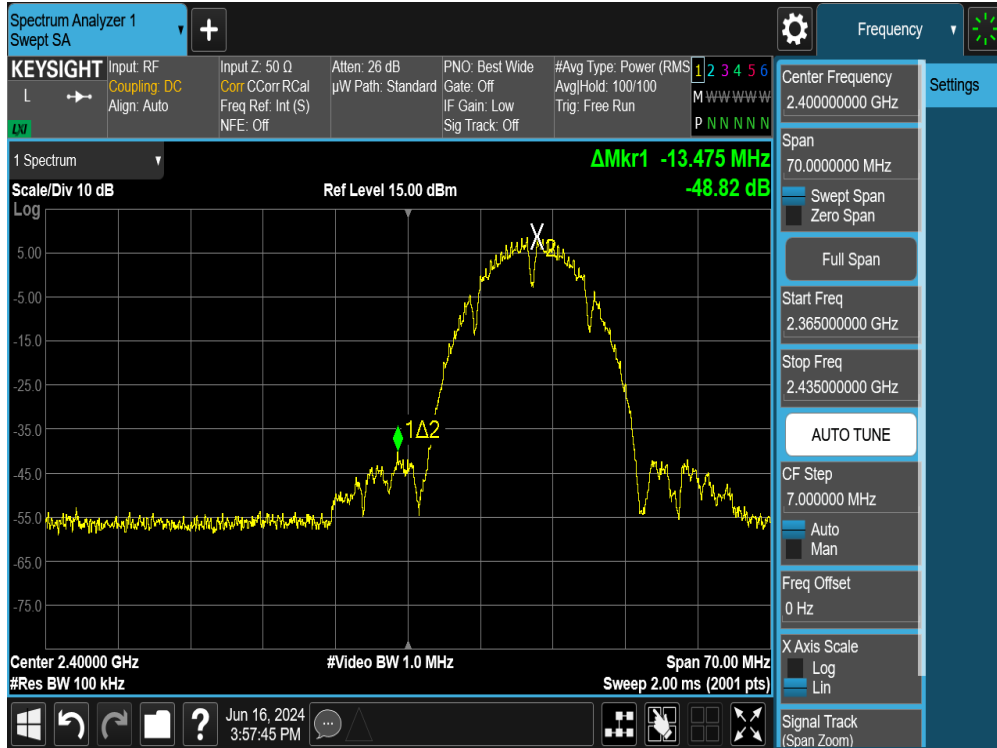 Spectrum Analyzer 1
Swept SA
+
Frequency
KEYSIGHT
L
LXI
Input: RF
Coupling: DC
Align: Auto
Input Z: 50 Ω
Corr CCorr RCal
Freq Ref: Int (S)
NFE: Off
Atten: 26 dB
µW Path: Standard
PNO: Best Wide
Gate: Off
IF Gain: Low
Sig Track: Off
#Avg Type: Power (RMS
Avg|Hold: 100/100
Trig: Free Run
1 2 3 4 5 6
M W W W W W
P N N N N N
1 Spectrum
ΔMkr1 -13.475 MHz
-48.82 dB
Scale/Div 10 dB
Ref Level 15.00 dBm
Log
5.00
-5.00
-15.0
-25.0
-35.0
-45.0
-55.0
-65.0
-75.0
X2
1Δ2
Center 2.40000 GHz
#Video BW 1.0 MHz
Span 70.00 MHz
#Res BW 100 kHz
Sweep 2.00 ms (2001 pts)
Center Frequency
2.400000000 GHz
Settings
Span
70.0000000 MHz
Swept Span
Zero Span
Full Span
Start Freq
2.365000000 GHz
Stop Freq
2.435000000 GHz
AUTO TUNE
CF Step
7.000000 MHz
Auto
Man
Freq Offset
0 Hz
X Axis Scale
Log
Lin
Signal Track
(Span Zoom)
?
Jun 16, 2024
3:57:45 PM